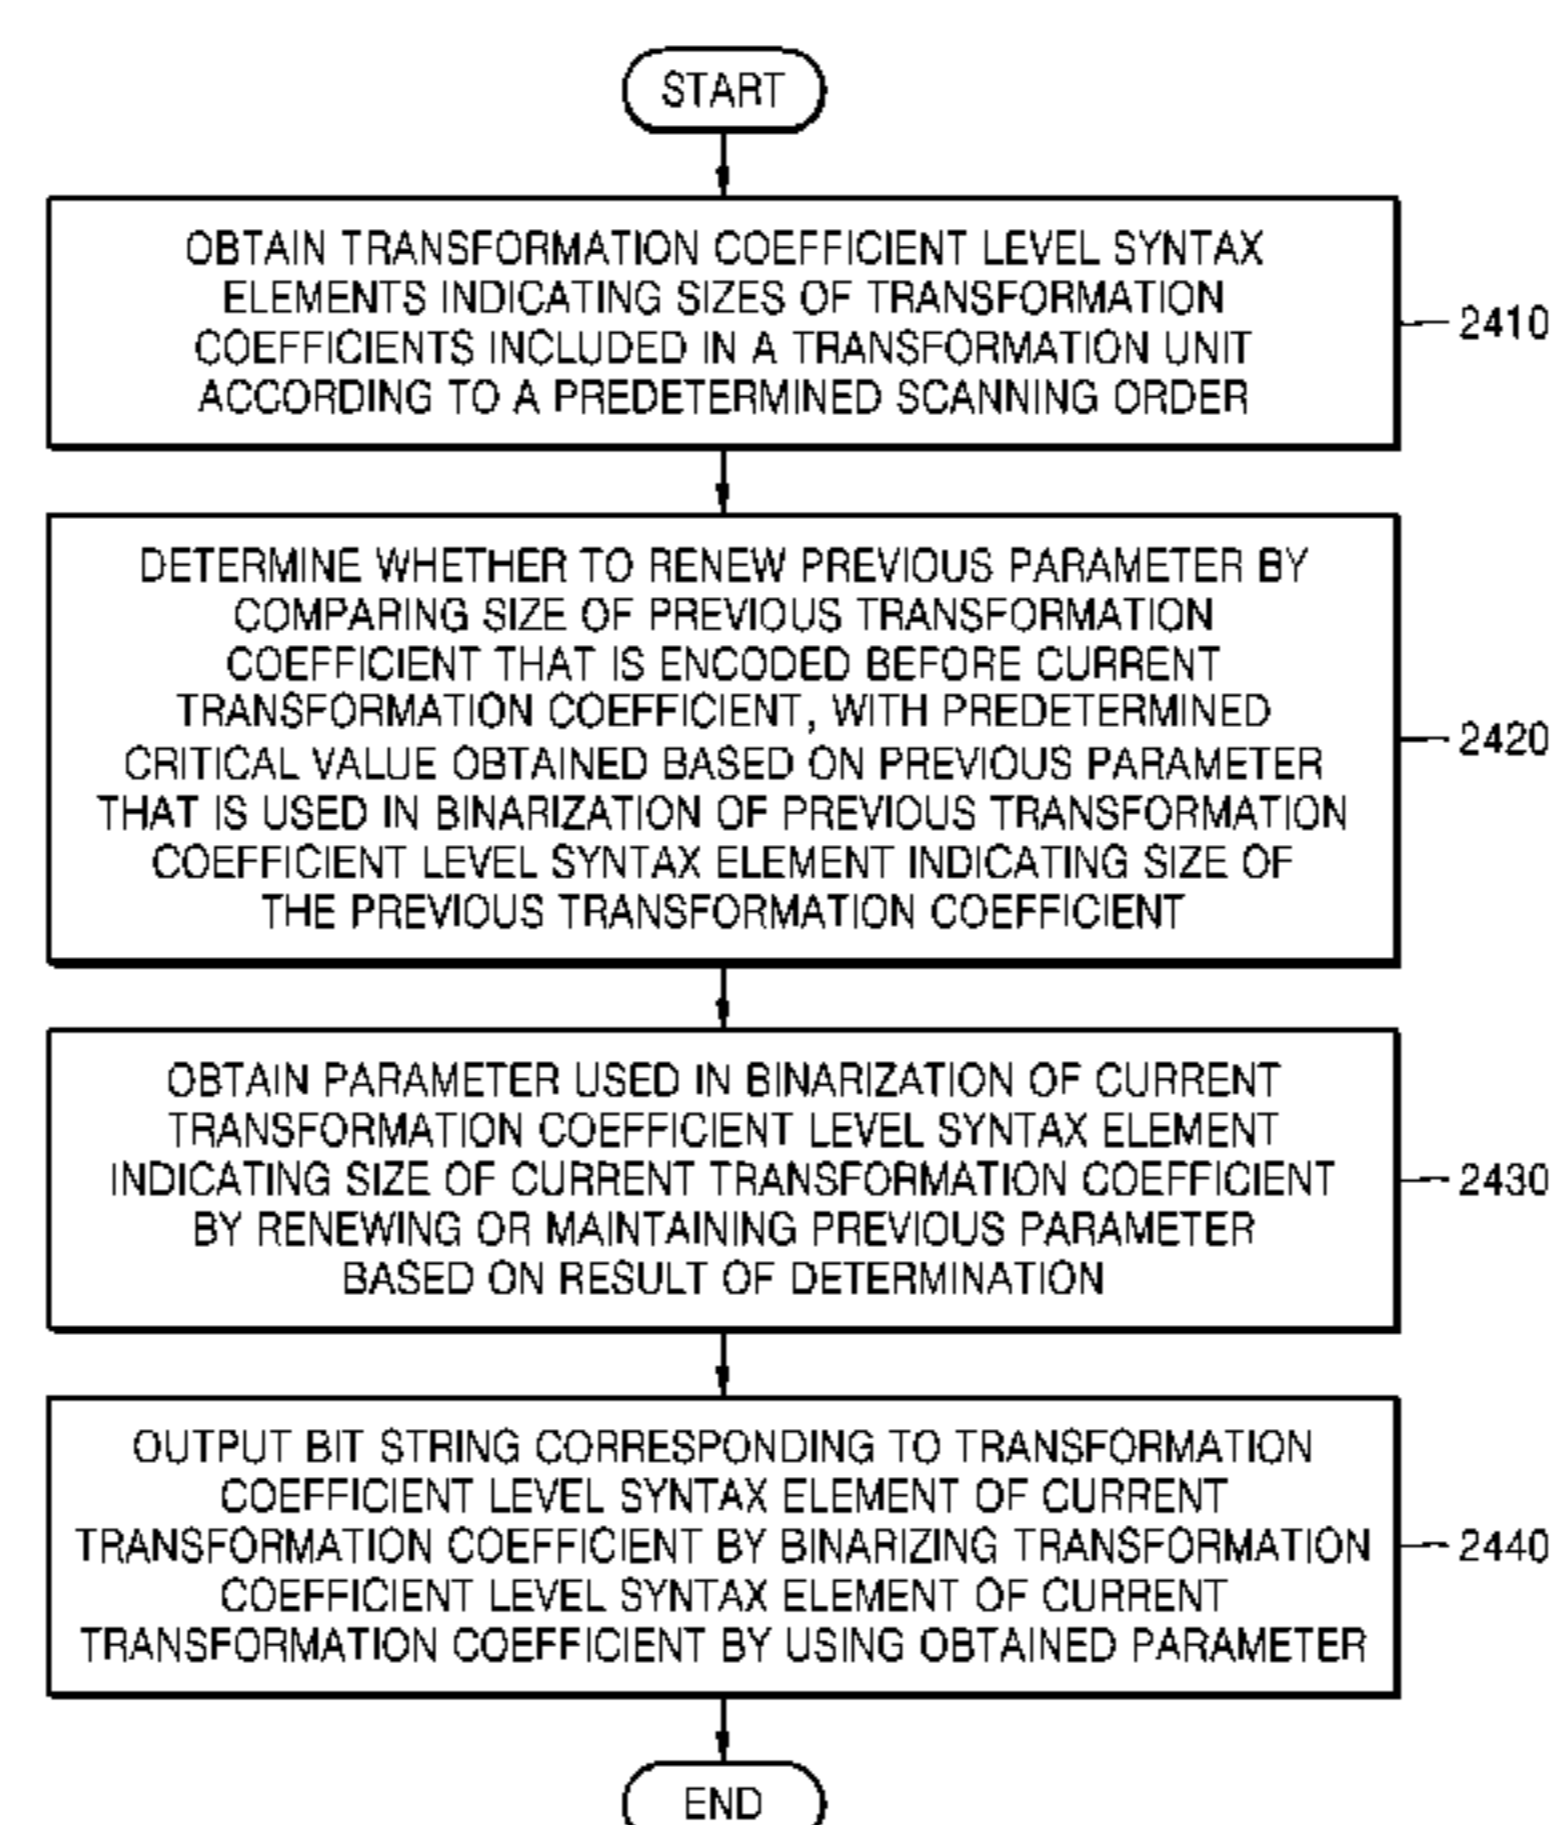 START
OBTAIN TRANSFORMATION COEFFICIENT LEVEL SYNTAX
ELEMENTS INDICATING SIZES OF TRANSFORMATION
COEFFICIENTS INCLUDED IN A TRANSFORMATION UNIT
ACCORDING TO A PREDETERMINED SCANNING ORDER
2410
DETERMINE WHETHER TO RENEW PREVIOUS PARAMETER BY
COMPARING SIZE OF PREVIOUS TRANSFORMATION
COEFFICIENT THAT IS ENCODED BEFORE CURRENT
TRANSFORMATION COEFFICIENT, WITH PREDETERMINED
CRITICAL VALUE OBTAINED BASED ON PREVIOUS PARAMETER
THAT IS USED IN BINARIZATION OF PREVIOUS TRANSFORMATION
COEFFICIENT LEVEL SYNTAX ELEMENT INDICATING SIZE OF
THE PREVIOUS TRANSFORMATION COEFFICIENT
2420
OBTAIN PARAMETER USED IN BINARIZATION OF CURRENT
TRANSFORMATION COEFFICIENT LEVEL SYNTAX ELEMENT
INDICATING SIZE OF CURRENT TRANSFORMATION COEFFICIENT
BY RENEWING OR MAINTAINING PREVIOUS PARAMETER
BASED ON RESULT OF DETERMINATION
2430
OUTPUT BIT STRING CORRESPONDING TO TRANSFORMATION
COEFFICIENT LEVEL SYNTAX ELEMENT OF CURRENT
TRANSFORMATION COEFFICIENT BY BINARIZING TRANSFORMATION
COEFFICIENT LEVEL SYNTAX ELEMENT OF CURRENT
TRANSFORMATION COEFFICIENT BY USING OBTAINED PARAMETER
2440
END